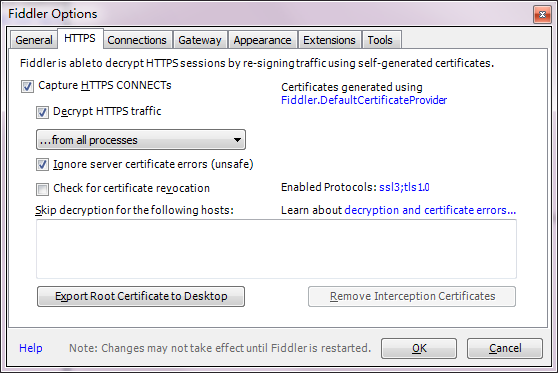 Fiddler Options
General HTTPS Connections Gateway Appearance Extensions Tools
Fiddler is ableto decrypt HTTPS sessions by re-signing traffic using self-generated certificates.
Capture HTTPS CONNECTs
Certificates generated using
Fiddler.DefaultCertificateProvider
Decrypt HTTPS traffic
...from all processes
Ignore server certificate errors (unsafe)
Check for certificate revocation
Enabled Protocols: ssl3;tls1.0
Skip decryption for the following hosts:
Learn about decryption and certificate errors...
Export Root Certificate to Desktop
Remove Interception Certificates
Help
Note: Changes may not take effect until Fiddler is restarted.
OK
Cancel